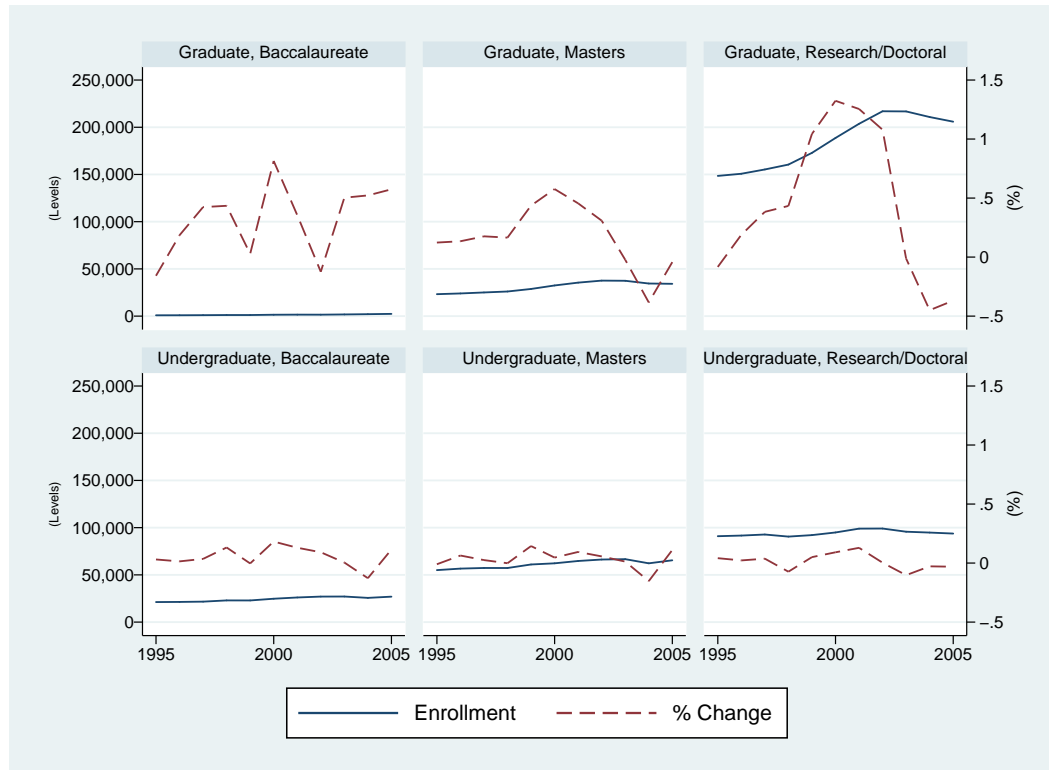 Graduate, Baccalaureate
Graduate, Masters
Graduate, Research/Doctoral
250,000
200,000
150,000
100,000
50,000
0
(Levels)
1.5
1
.5
0
−.5
(%)
Undergraduate, Baccalaureate
Undergraduate, Masters
Undergraduate, Research/Doctoral
250,000
200,000
150,000
100,000
50,000
0
(Levels)
1.5
1
.5
0
−.5
(%)
1995 2000 2005
1995 2000 2005
1995 2000 2005
Enrollment % Change